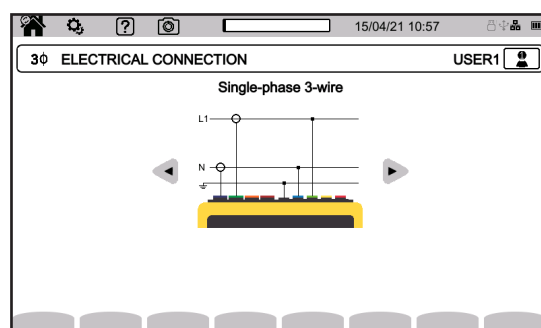 ?
15/04/21 10:57
3Φ ELECTRICAL CONNECTION
USER1
Single-phase 3-wire
L1
N